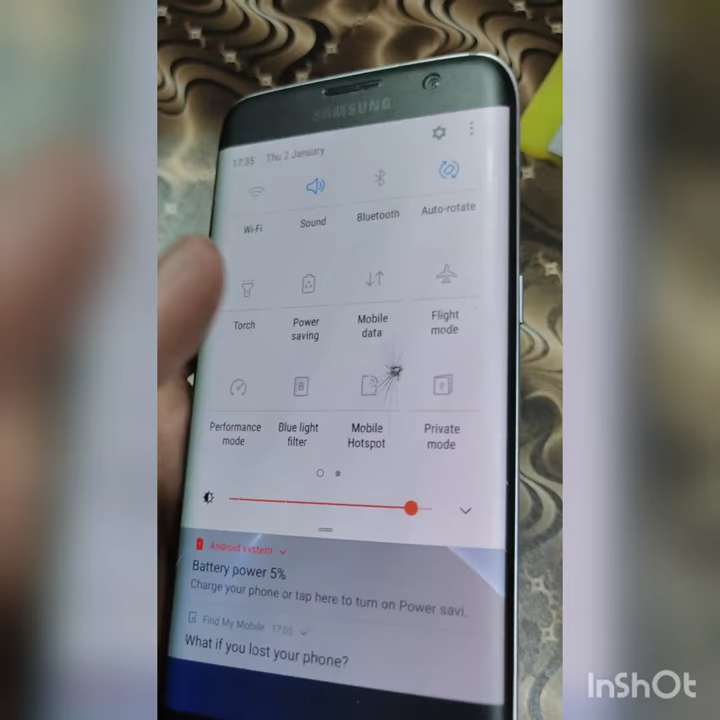 SAMSUNG
17:35 Thu 2 January
Wi-Fi Sound Bluetooth Auto-rotate
Torch Power saving Mobile data Flight mode
Performance mode Blue light filter B Mobile Hotspot Private mode
Android system
Battery power 5%
Charge your phone or tap here to turn on Power savi..
Find My Mobile 17:05
What if you lost your phone?
InShOt